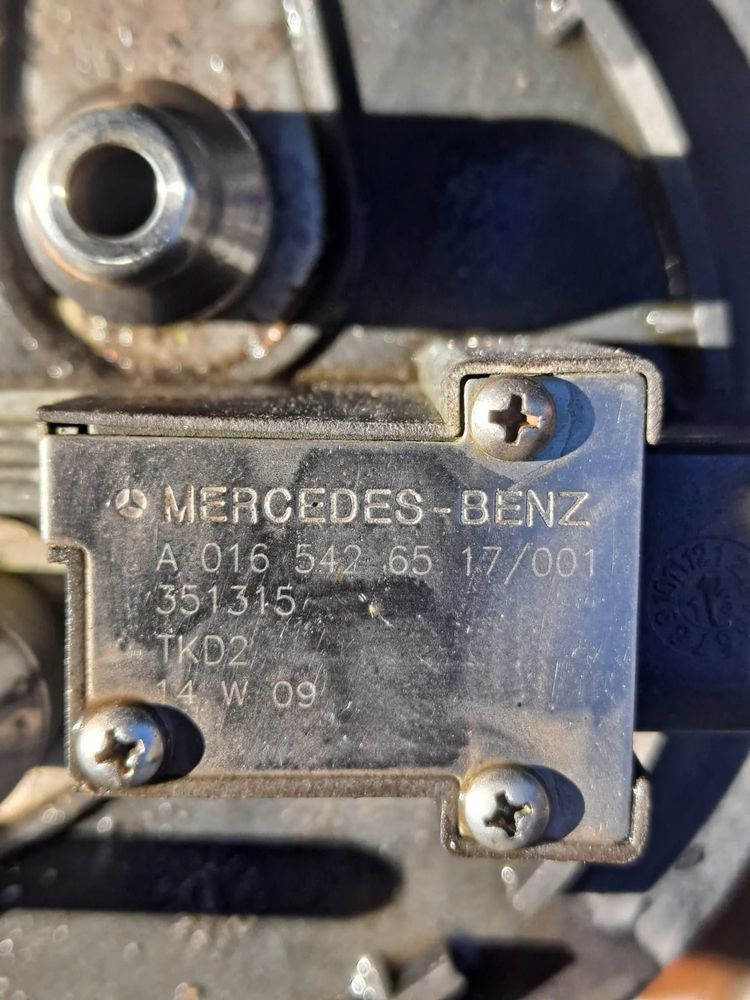 MERCEDES-BENZ
A 016 542 65 17/001
351315
TKD2
14 W 09